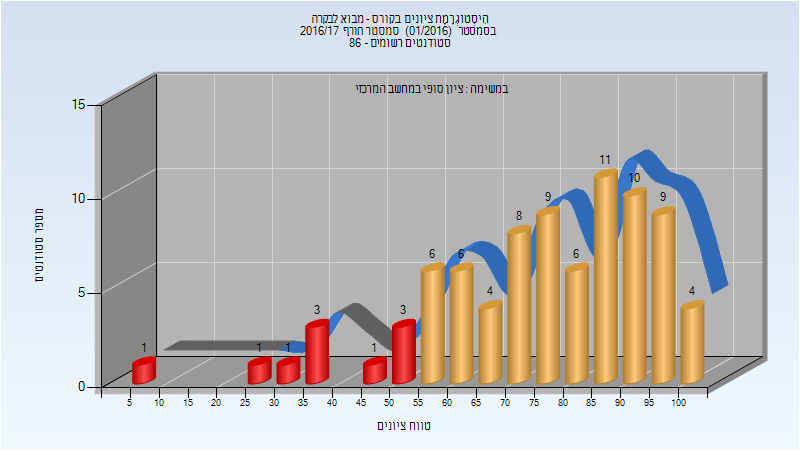 היסטוגרמת ציונים בקורס - מבוא לבקרה
בסמסטר (01/2016) סמסטר חורף 2016/17
סטודנטים רשומים - 86
במשימה : ציון סופי במחשב המרכזי
מספר סטודנטים
15
10
5
0
1
1
1
3
1
3
6
6
4
8
9
6
11
10
9
4
5 10 15 20 25 30 35 40 45 50 55 60 65 70 75 80 85 90 95 100
טווח ציונים